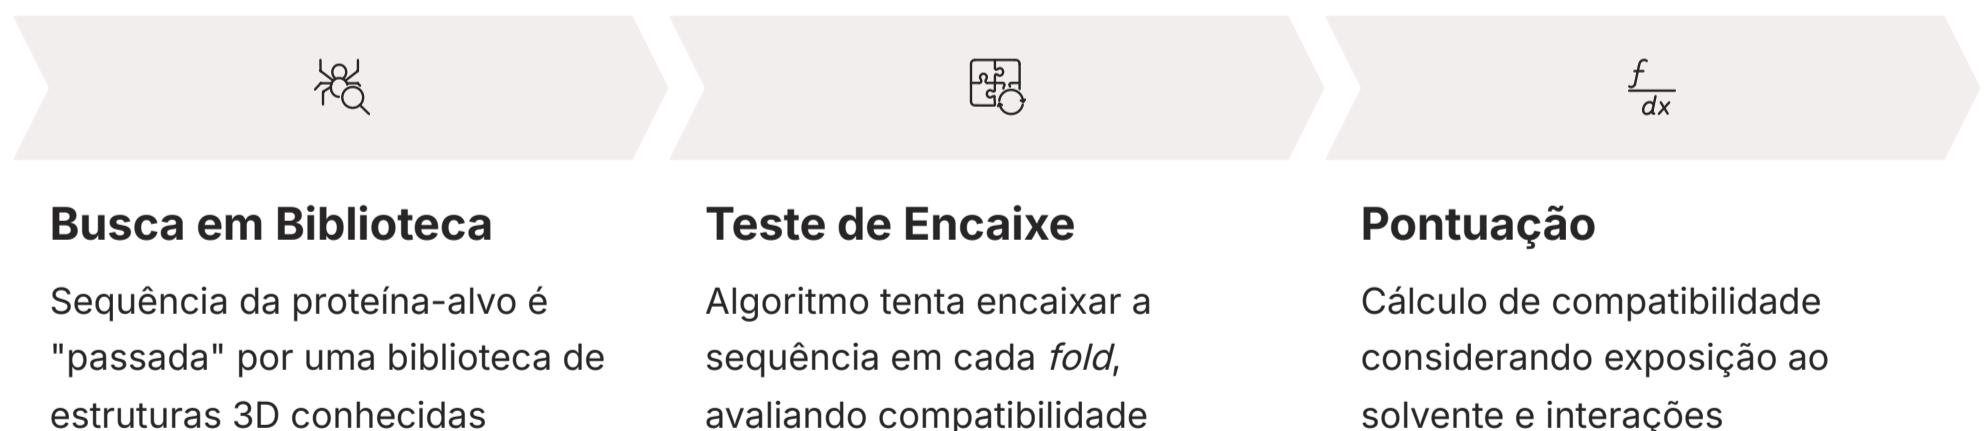 f
dx
Busca em Biblioteca
Sequência da proteína-alvo é
"passada" por uma biblioteca de
estruturas 3D conhecidas
Teste de Encaixe
Algoritmo tenta encaixar a
sequência em cada fold,
avaliando compatibilidade
Pontuação
Cálculo de compatibilidade
considerando exposição ao
solvente e interações